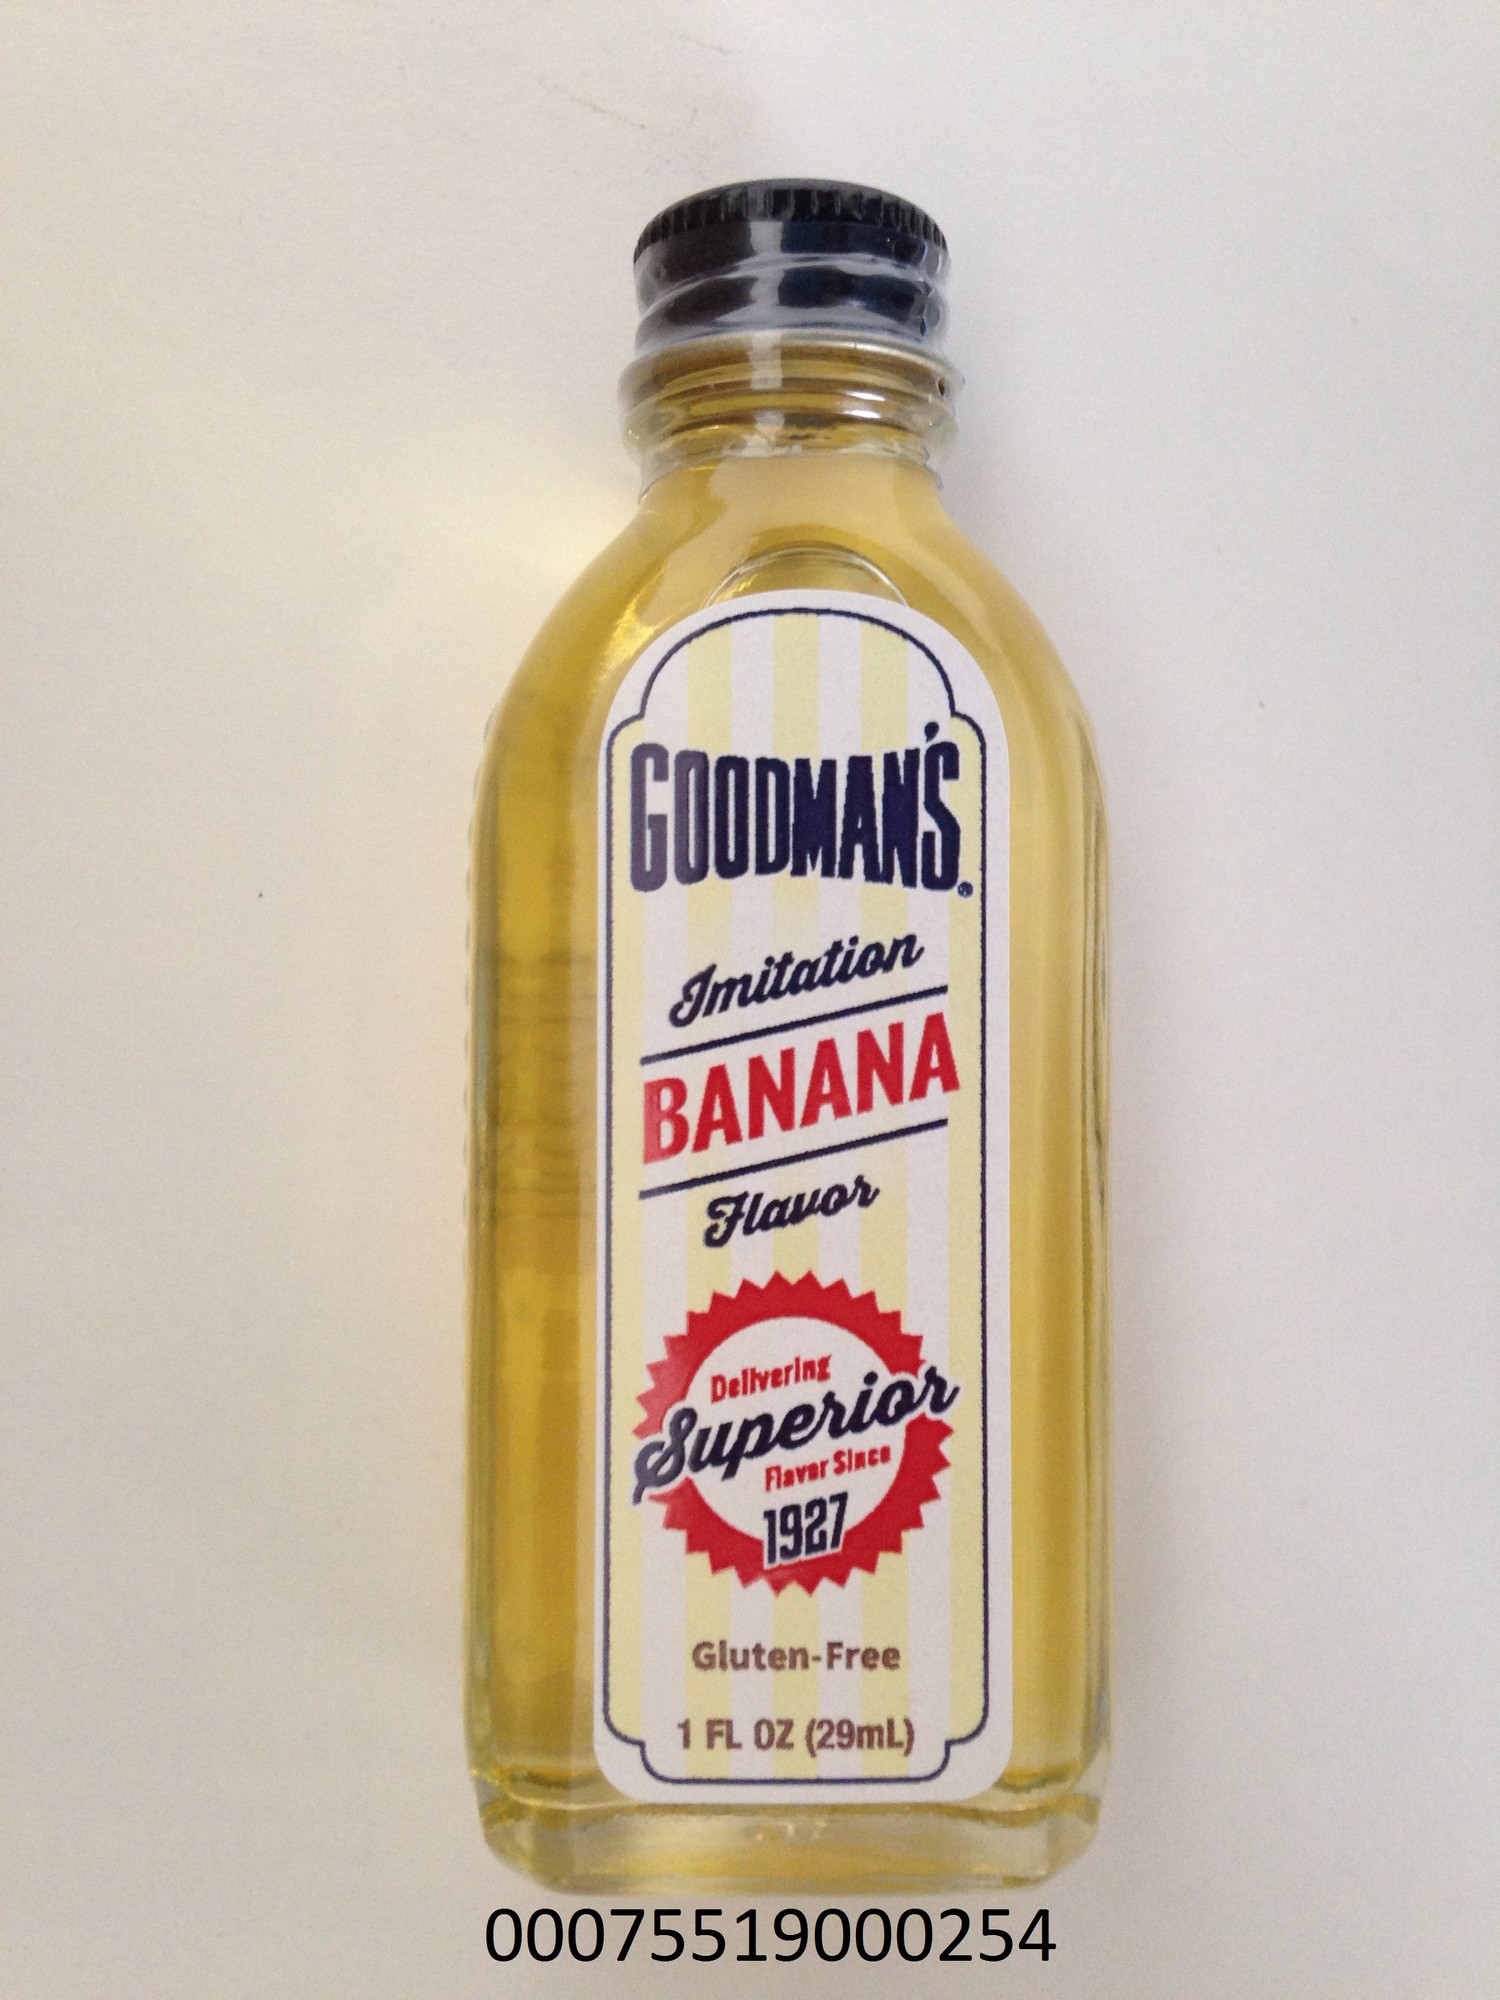 GOODMAN'S®
Imitation
BANANA
Flavor
Delivering
Superior
Flavor Since
1927
Gluten-Free
1 FL OZ (29mL)
00075519000254